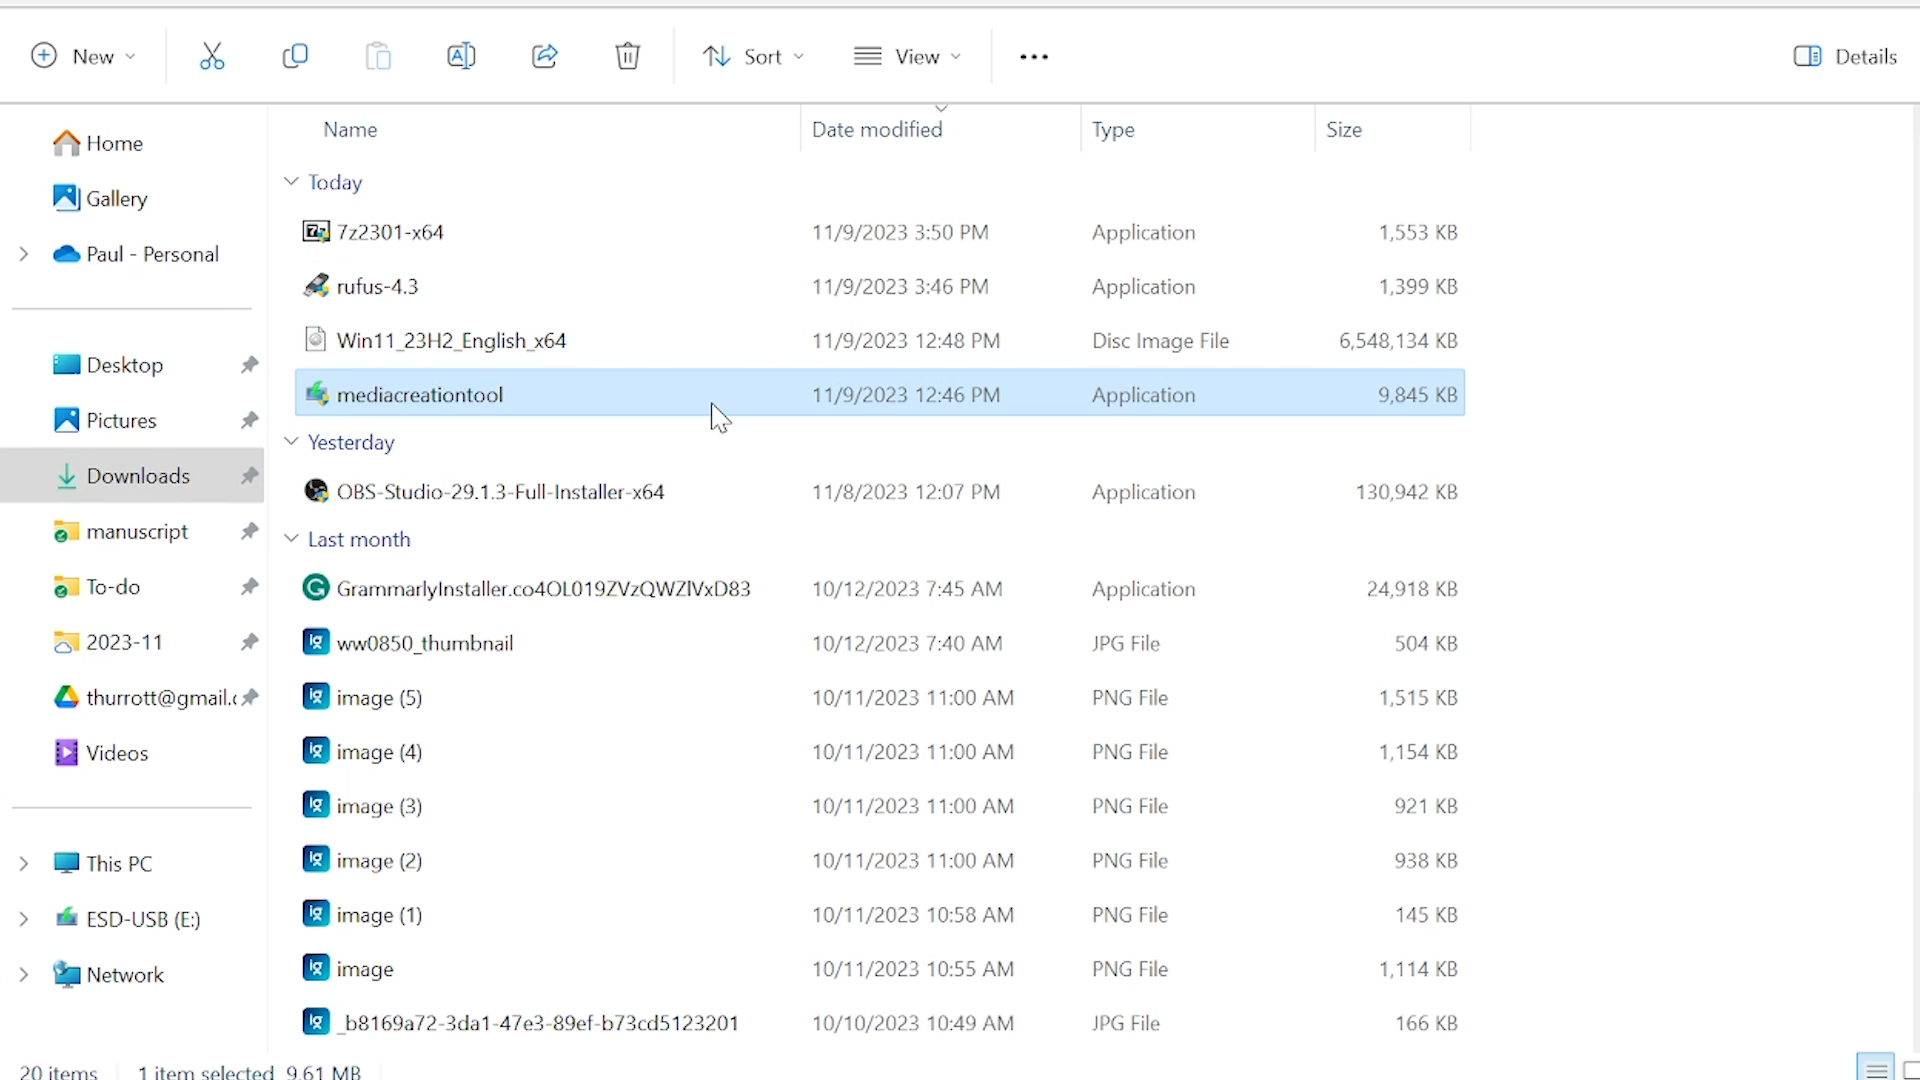 New Sort View Details
Name Date modified Type Size
Home
Gallery
Paul - Personal
Desktop
Pictures
Downloads
manuscript
To-do
2023-11
thurrott@gmail.c
Videos
This PC
ESD-USB (E:)
Network
Today
7z2301-x64 11/9/2023 3:50 PM Application 1,553 KB
rufus-4.3 11/9/2023 3:46 PM Application 1,399 KB
Win11_23H2_English_x64 11/9/2023 12:48 PM Disc Image File 6,548,134 KB
mediacreationtool 11/9/2023 12:46 PM Application 9,845 KB
Yesterday
OBS-Studio-29.1.3-Full-Installer-x64 11/8/2023 12:07 PM Application 130,942 KB
Last month
GrammarlyInstaller.co4OL019ZVzQWZlVxD83 10/12/2023 7:45 AM Application 24,918 KB
ww0850_thumbnail 10/12/2023 7:40 AM JPG File 504 KB
image (5) 10/11/2023 11:00 AM PNG File 1,515 KB
image (4) 10/11/2023 11:00 AM PNG File 1,154 KB
image (3) 10/11/2023 11:00 AM PNG File 921 KB
image (2) 10/11/2023 11:00 AM PNG File 938 KB
image (1) 10/11/2023 10:58 AM PNG File 145 KB
image 10/11/2023 10:55 AM PNG File 1,114 KB
_b8169a72-3da1-47e3-89ef-b73cd5123201 10/10/2023 10:49 AM JPG File 166 KB
20 items 1 item selected 9.61 MB